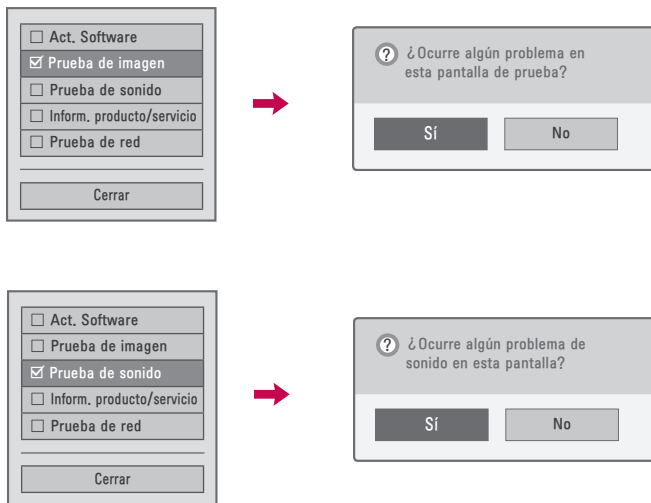 ☐ Act. Software
☑ Prueba de imagen
☐ Prueba de sonido
☐ Inform. producto/servicio
☐ Prueba de red
Cerrar
? ¿Ocurre algún problema en
esta pantalla de prueba?
Sí No
☐ Act. Software
☐ Prueba de imagen
☑ Prueba de sonido
☐ Inform. producto/servicio
☐ Prueba de red
Cerrar
? ¿Ocurre algún problema de
sonido en esta pantalla?
Sí No